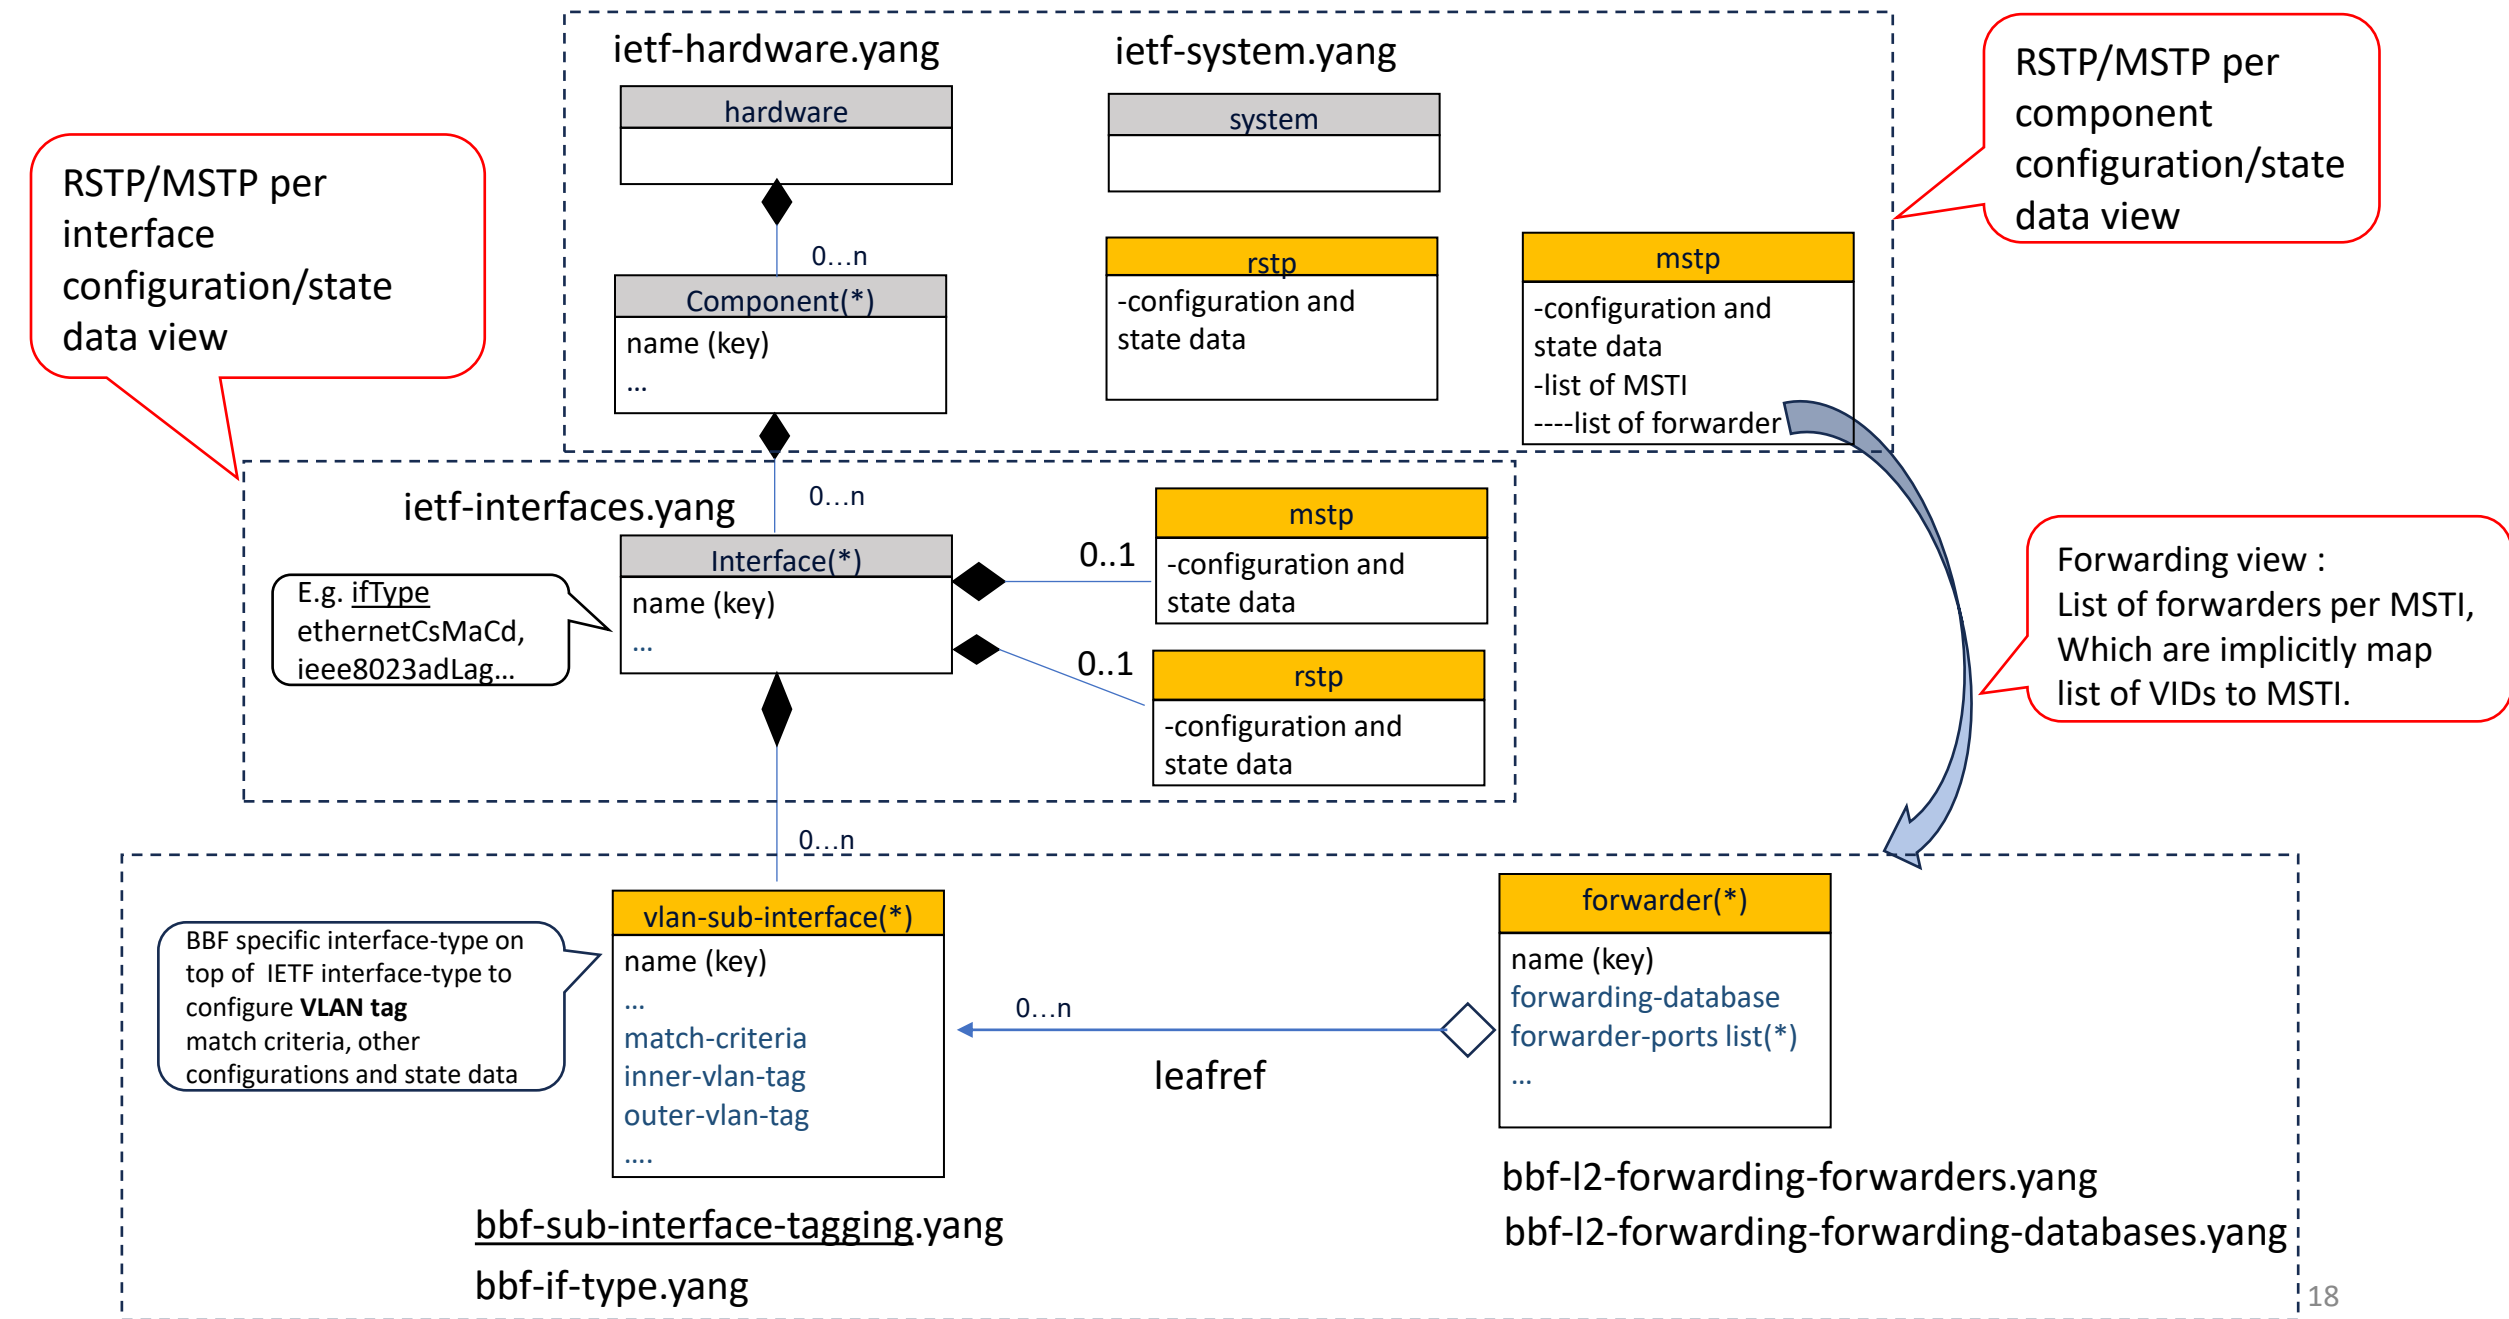 ietf-hardware.yang
ietf-system.yang
hardware
system
RSTP/MSTP per
component
configuration/state
data view
RSTP/MSTP per
interface
configuration/state
data view
0...n
Component(*)
name (key)
...
rstp
-configuration and
state data
mstp
-configuration and
state data
-list of MSTI
----list of forwarder
ietf-interfaces.yang
0...n
Interface(*)
name (key)
...
E.g. ifType
ethernetCsMaCd,
ieee8023adLag...
0..1
mstp
-configuration and
state data
0..1
rstp
-configuration and
state data
Forwarding view :
List of forwarders per MSTI,
Which are implicitly map
list of VIDs to MSTI.
0...n
BBF specific interface-type on
top of  IETF interface-type to
configure VLAN tag
match criteria, other
configurations and state data
vlan-sub-interface(*)
name (key)
...
match-criteria
inner-vlan-tag
outer-vlan-tag
....
0...n
leafref
forwarder(*)
name (key)
forwarding-database
forwarder-ports list(*)
...
bbf-sub-interface-tagging.yang
bbf-if-type.yang
bbf-l2-forwarding-forwarders.yang
bbf-l2-forwarding-forwarding-databases.yang
18